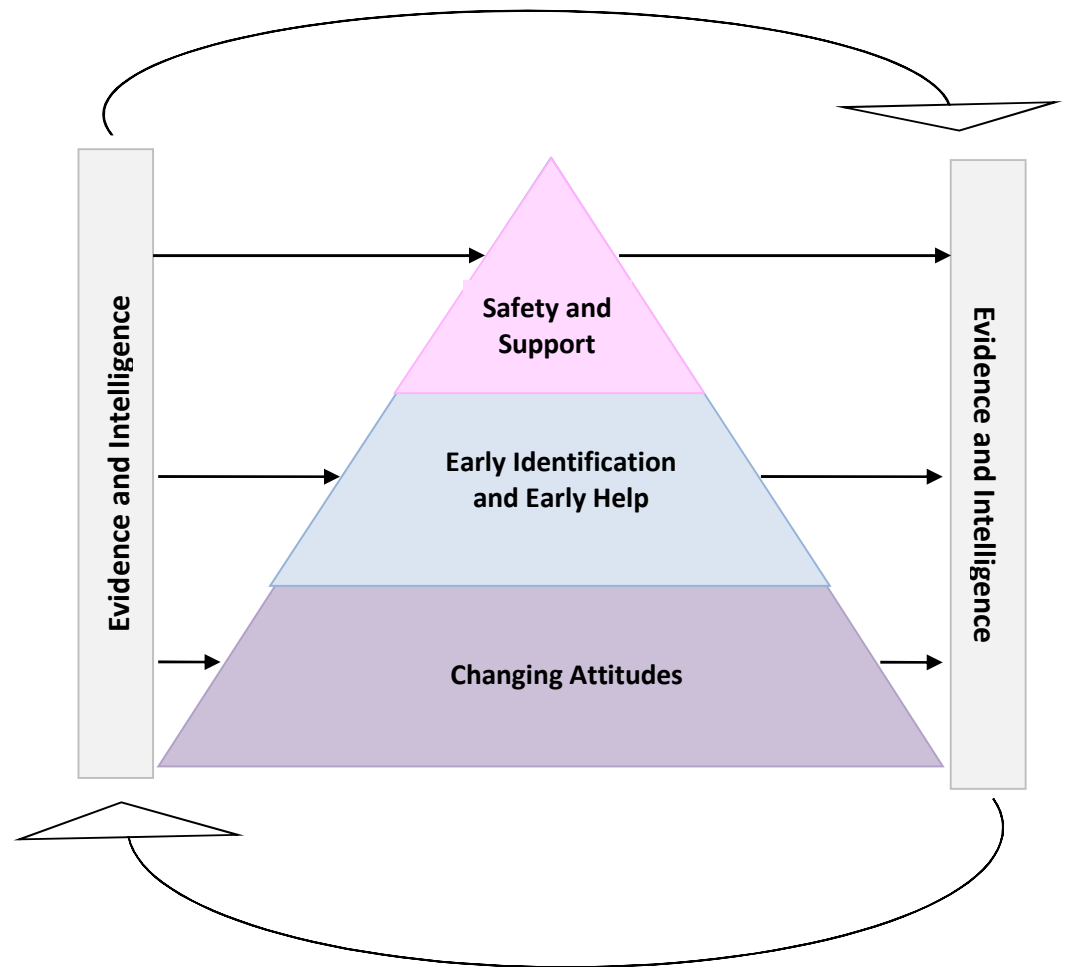 Evidence and Intelligence
Safety and
Support
Early Identification
and Early Help
Changing Attitudes
Evidence and Intelligence